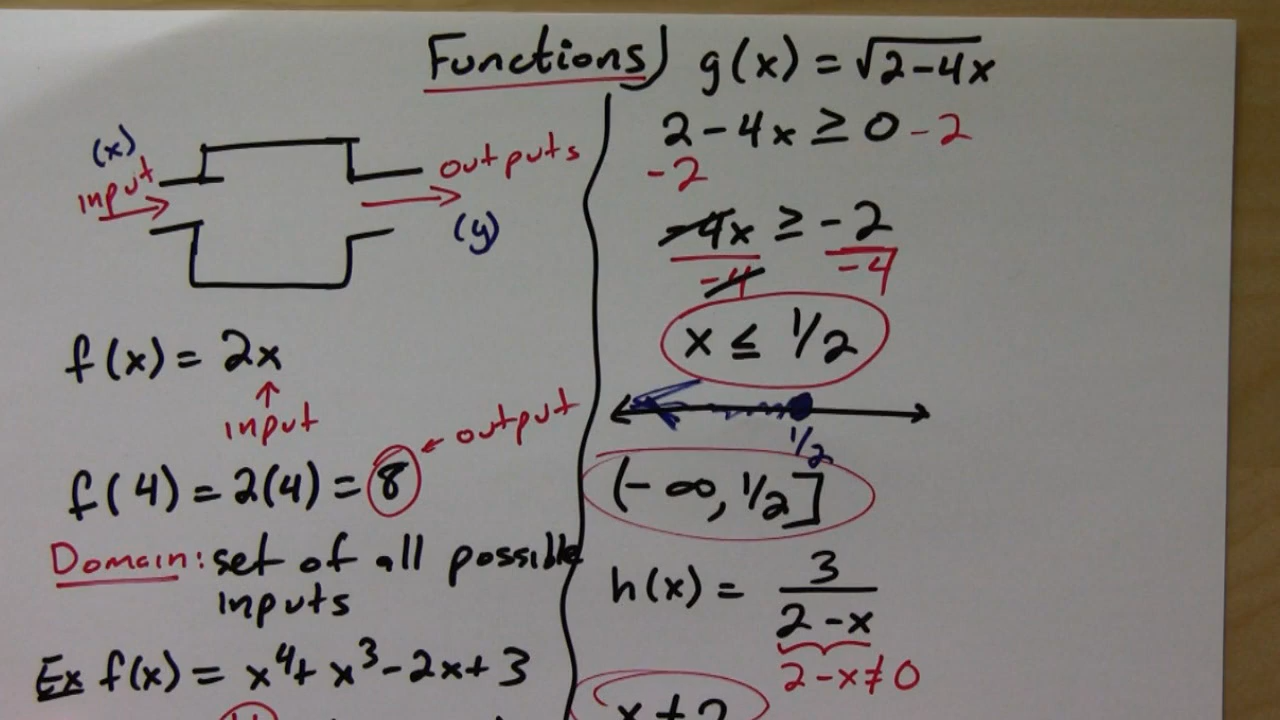 Functions
(x)
input
outputs
(y)
f(x) = 2x
↑
input
f(4) = 2(4) = 8 ← output
Domain: set of all possible
inputs
Ex f(x) = x⁴ + x³ - 2x + 3
g(x) = √2-4x
2 - 4x ≥ 0 - 2
-2
-4x ≥ -2
-4 -4
x ≤ 1/2
1/2
(-∞, 1/2]
h(x) = 3
2 - x
2 - x ≠ 0